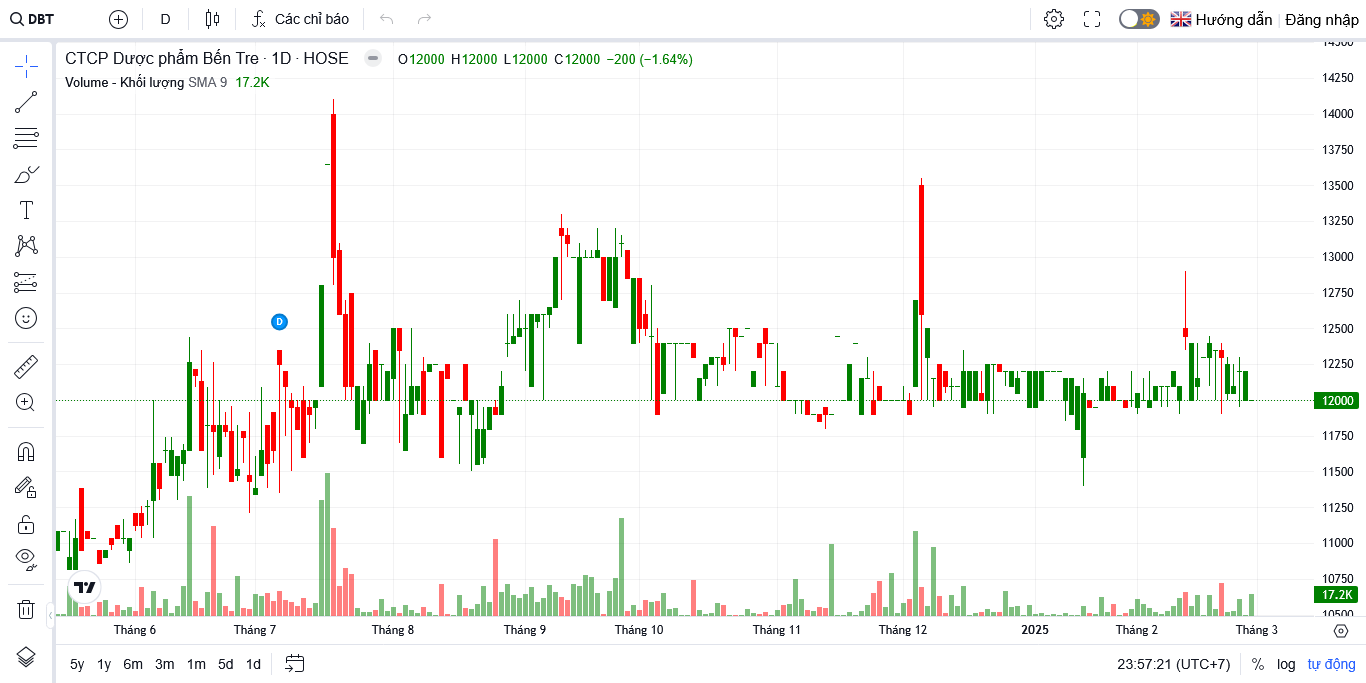 DBT D Các chỉ báo Hướng dẫn Đăng nhập
CTCP Dược phẩm Bến Tre · 1D · HOSE O12000 H12000 L12000 C12000 −200 (−1.64%)
Volume - Khối lượng SMA 9 17.2K
14500
14250
14000
13750
13500
13250
13000
12750
12500
12250
12000
11750
11500
11250
11000
10750
17.2K
10500
D
T
Tháng 6 Tháng 7 Tháng 8 Tháng 9 Tháng 10 Tháng 11 Tháng 12 2025 Tháng 2 Tháng 3
5y 1y 6m 3m 1m 5d 1d 23:57:21 (UTC+7) % log tự động